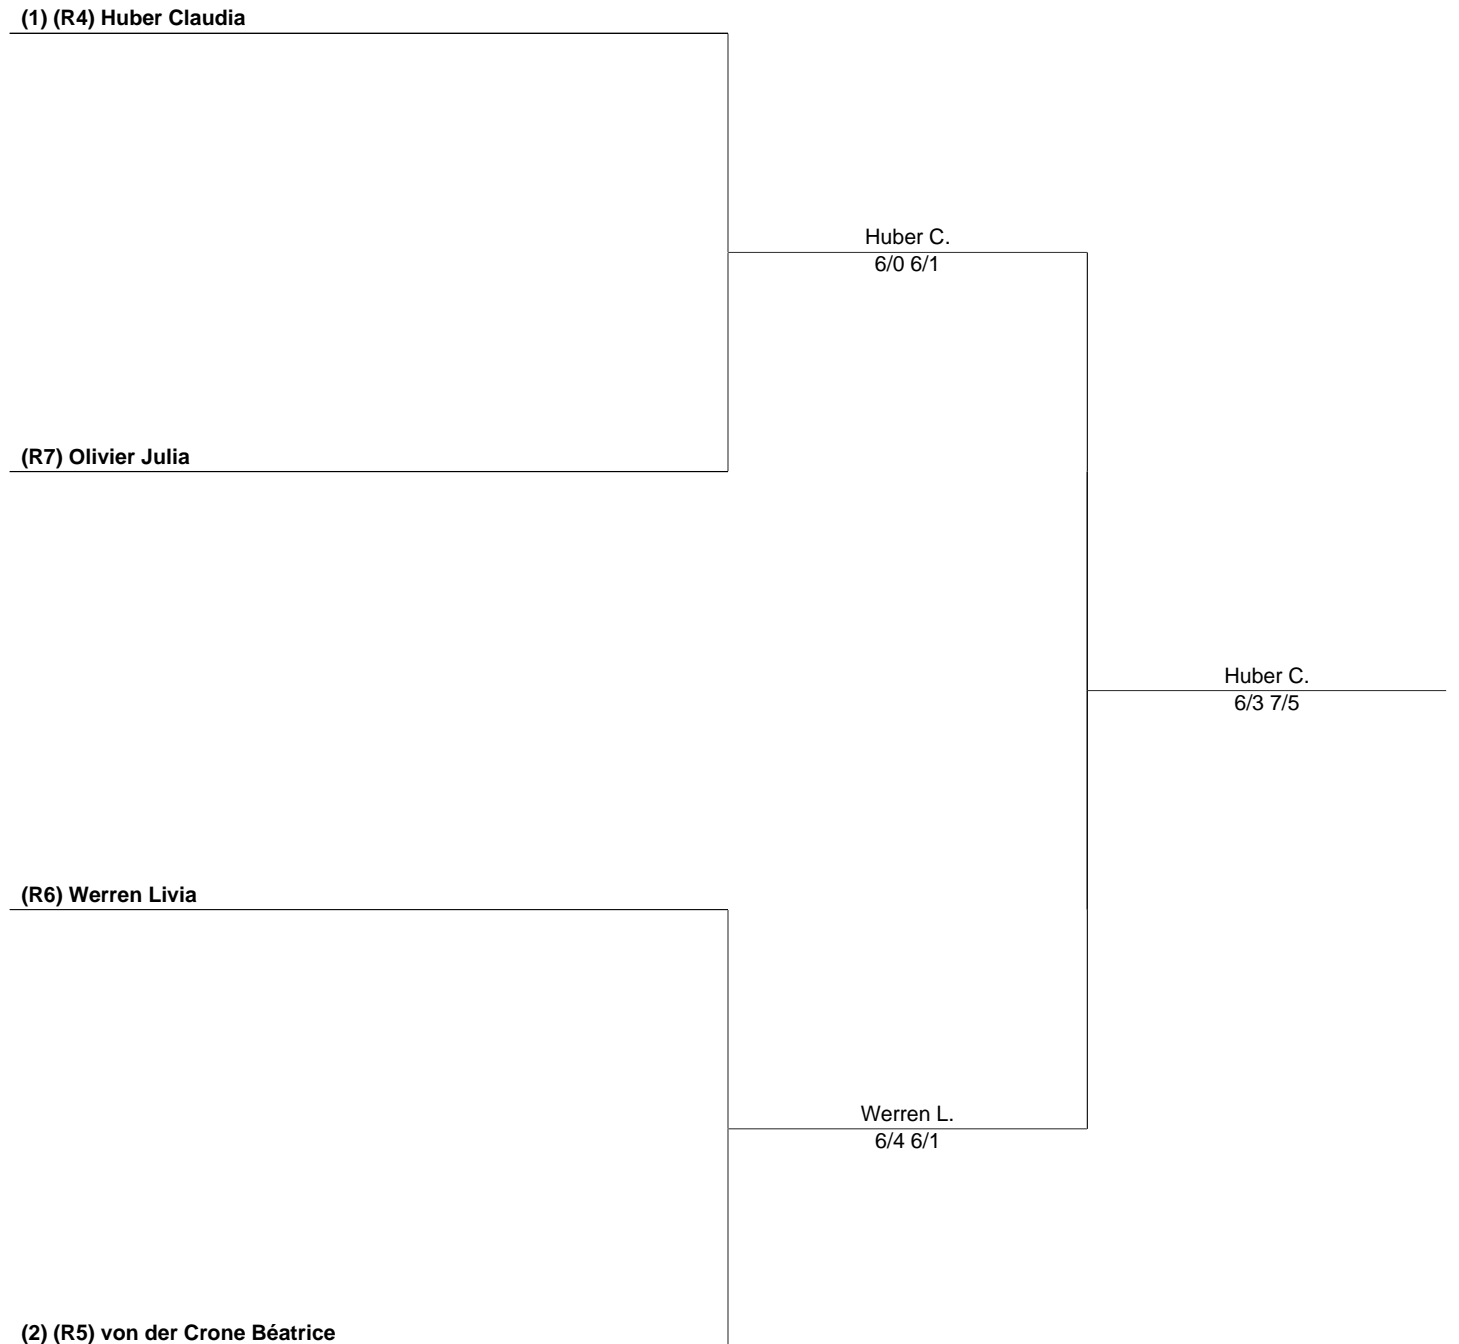 (1) (R4) Huber Claudia
Huber C.
6/0 6/1
(R7) Olivier Julia
Huber C.
6/3 7/5
(R6) Werren Livia
Werren L.
6/4 6/1
(2) (R5) von der Crone Béatrice